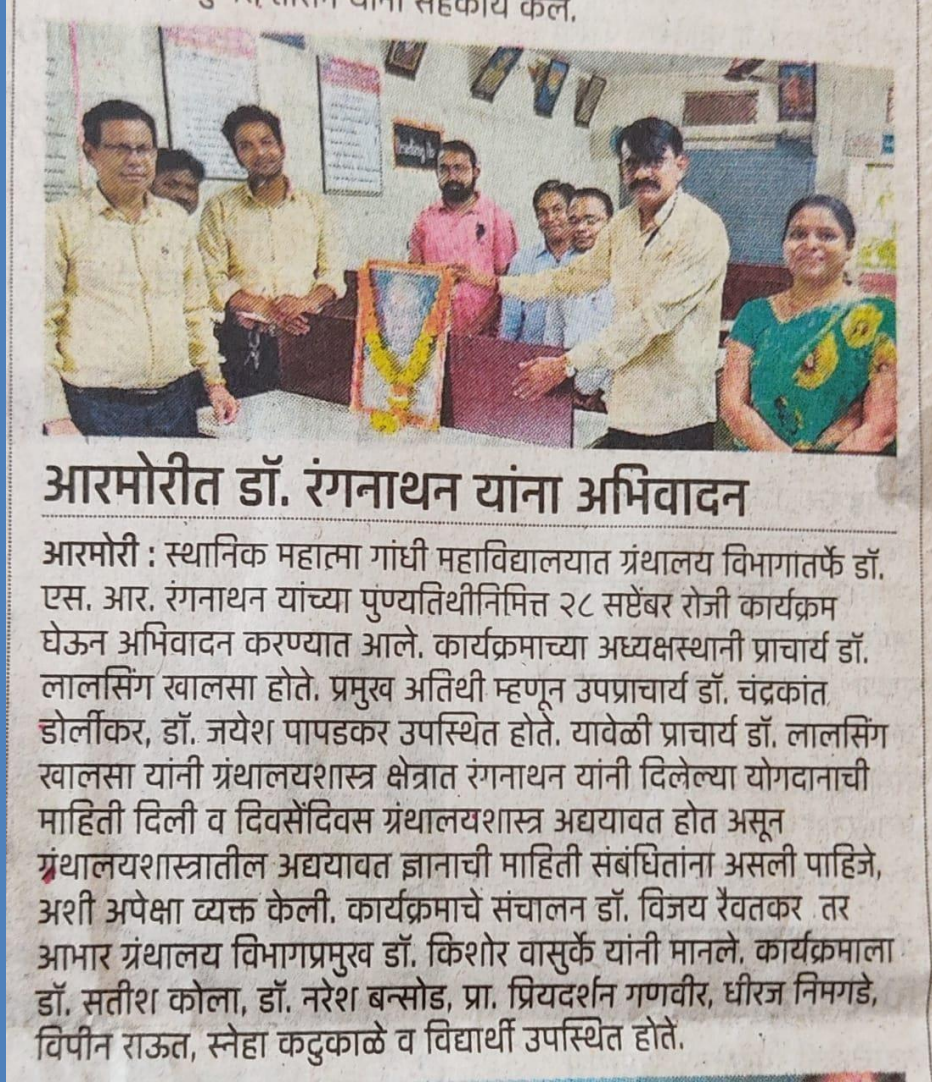 सहकार्य केले.
आरमोरीत डॉ. रंगनाथन यांना अभिवादन
आरमोरी : स्थानिक महात्मा गांधी महाविद्यालयात ग्रंथालय विभागातर्फे डॉ.
एस. आर. रंगनाथन यांच्या पुण्यतिथीनिमित्त २८ सप्टेंबर रोजी कार्यक्रम
घेऊन अभिवादन करण्यात आले. कार्यक्रमाच्या अध्यक्षस्थानी प्राचार्य डॉ.
लालसिंग खालसा होते. प्रमुख अतिथी म्हणून उपप्राचार्य डॉ. चंद्रकांत
डोर्लीकर, डॉ. जयेश पापडकर उपस्थित होते. यावेळी प्राचार्य डॉ. लालसिंग
खालसा यांनी ग्रंथालयशास्त्र क्षेत्रात रंगनाथन यांनी दिलेल्या योगदानाची
माहिती दिली व दिवसेंदिवस ग्रंथालयशास्त्र अद्ययावत होत असून
ग्रंथालयशास्त्रातील अद्ययावत ज्ञानाची माहिती संबंधितांना असली पाहिजे,
अशी अपेक्षा व्यक्त केली. कार्यक्रमाचे संचालन डॉ. विजय रैवतकर तर
आभार ग्रंथालय विभागप्रमुख डॉ. किशोर वासुर्के यांनी मानले. कार्यक्रमाला
डॉ. सतीश कोला, डॉ. नरेश बन्सोड, प्रा. प्रियदर्शन गणवीर, धीरज निमगडे,
विपीन राऊत, स्नेहा कटुकाळे व विद्यार्थी उपस्थित होते.